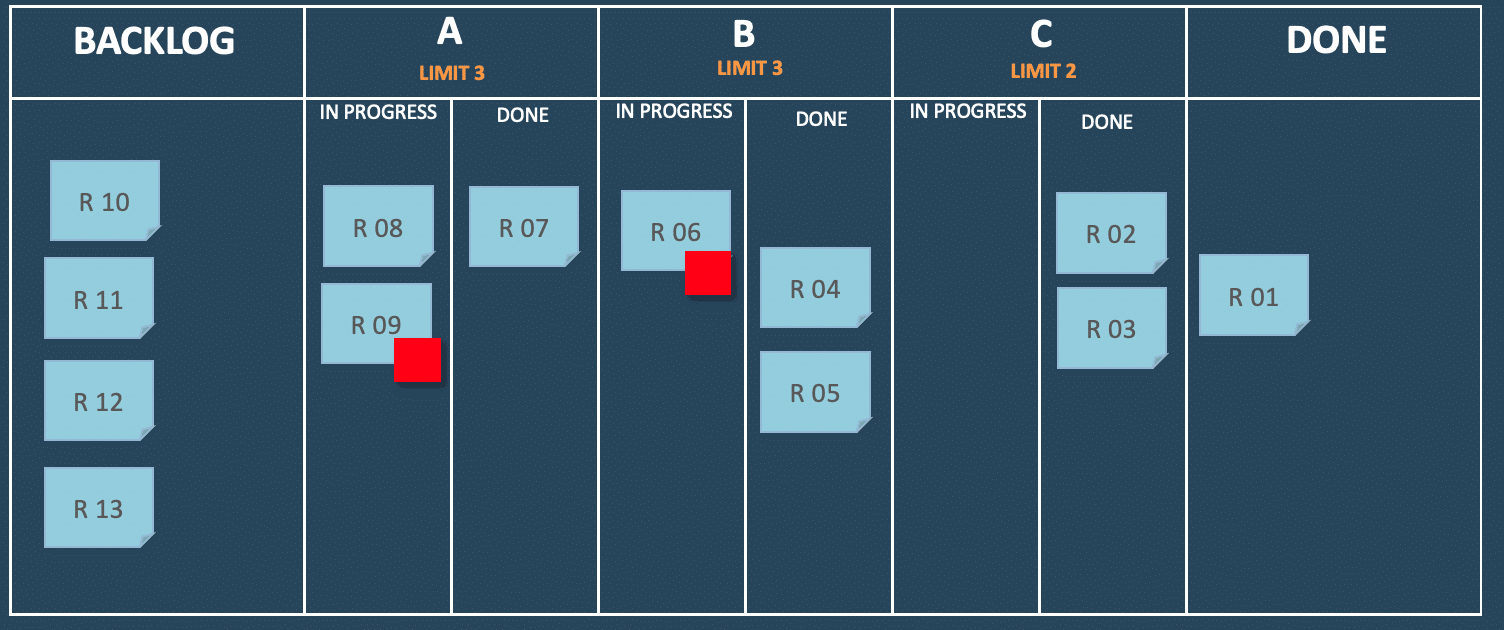 BACKLOG
A
LIMIT 3
B
LIMIT 3
C
LIMIT 2
DONE
IN PROGRESS
DONE
IN PROGRESS
DONE
IN PROGRESS
DONE
R 10
R 11
R 12
R 13
R 08
R 09
R 07
R 06
R 04
R 05
R 02
R 03
R 01